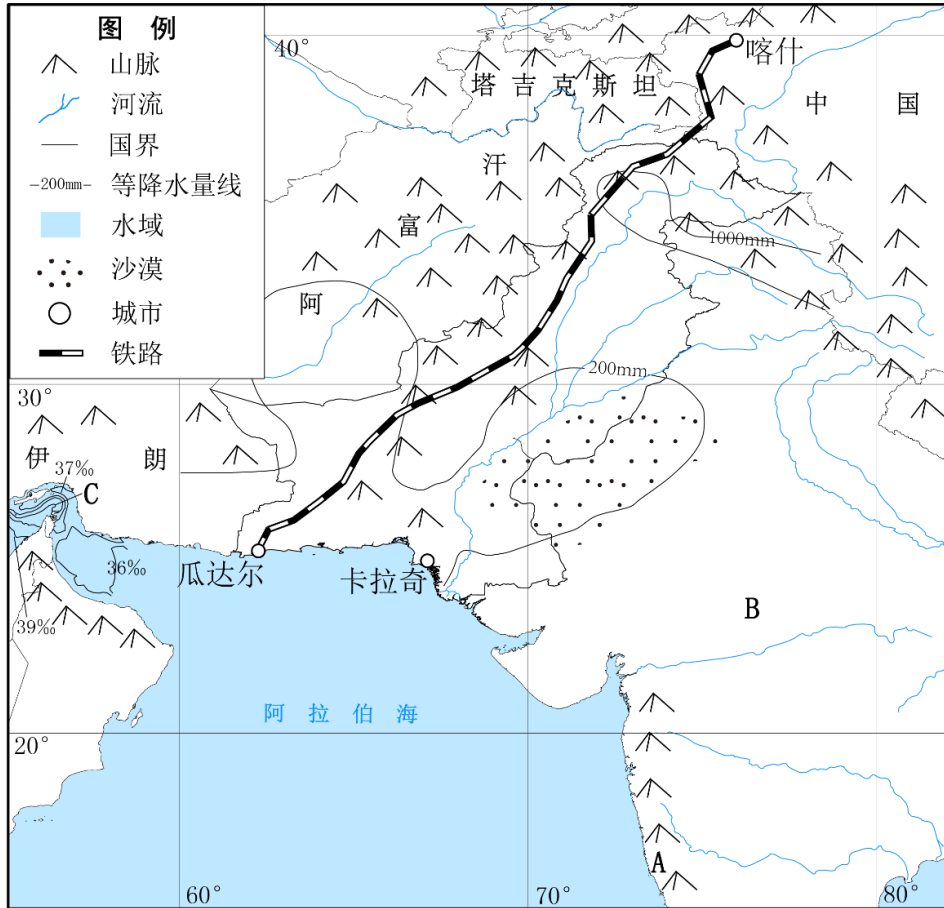 图 例
山脉
河流
国界
-200mm- 等降水量线
水域
沙漠
城市
铁路
40°
喀什
塔吉克斯坦
中 国
汗
富
阿
1000mm
200mm
30°
伊 朗
37‰
C
36‰
39‰
瓜达尔
卡拉奇
B
阿拉伯海
20°
A
60°
70°
80°